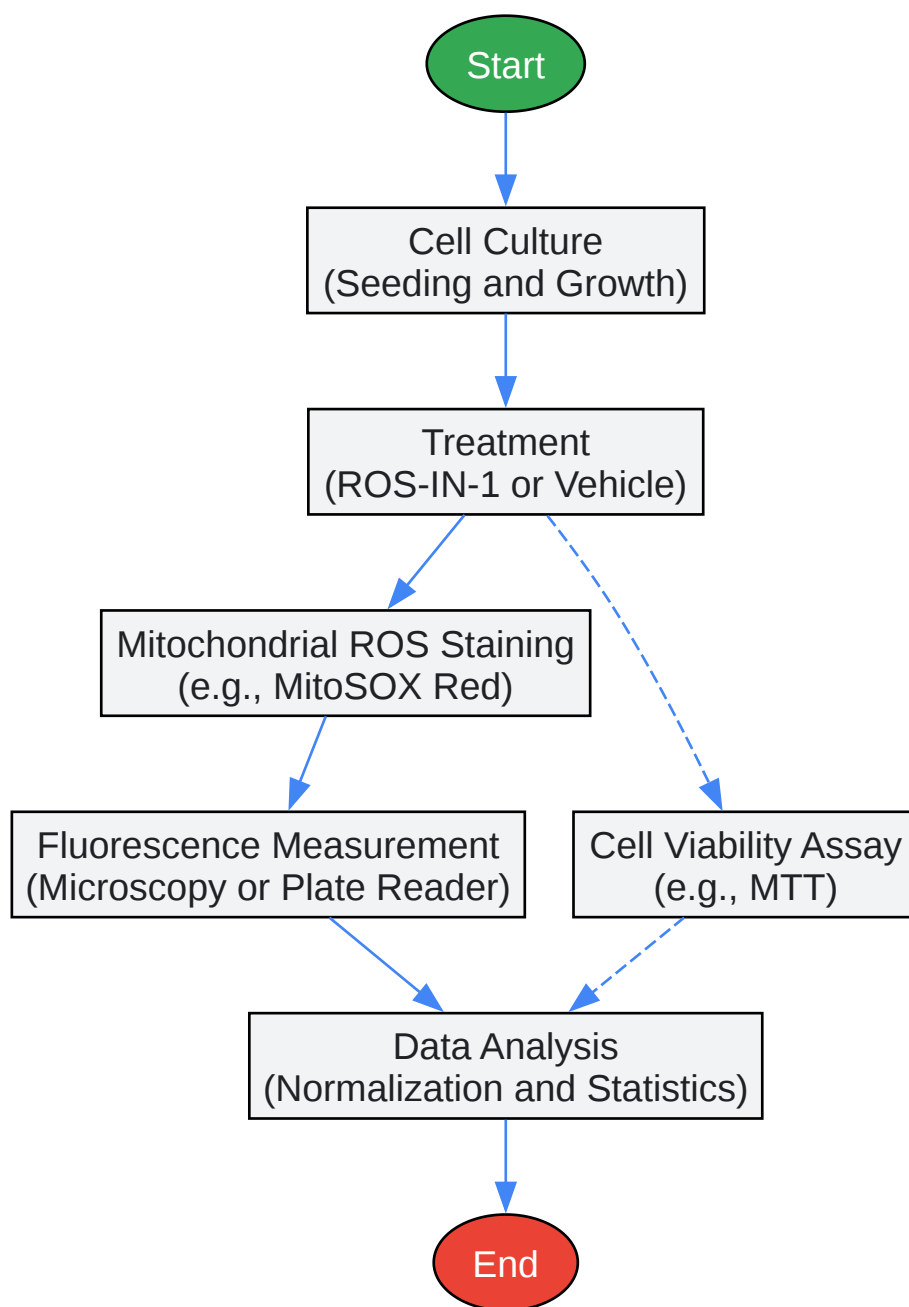 Start
Cell Culture
(Seeding and Growth)
Treatment
(ROS-IN-1 or Vehicle)
Mitochondrial ROS Staining
(e.g., MitoSOX Red)
Fluorescence Measurement
(Microscopy or Plate Reader)
Cell Viability Assay
(e.g., MTT)
Data Analysis
(Normalization and Statistics)
End